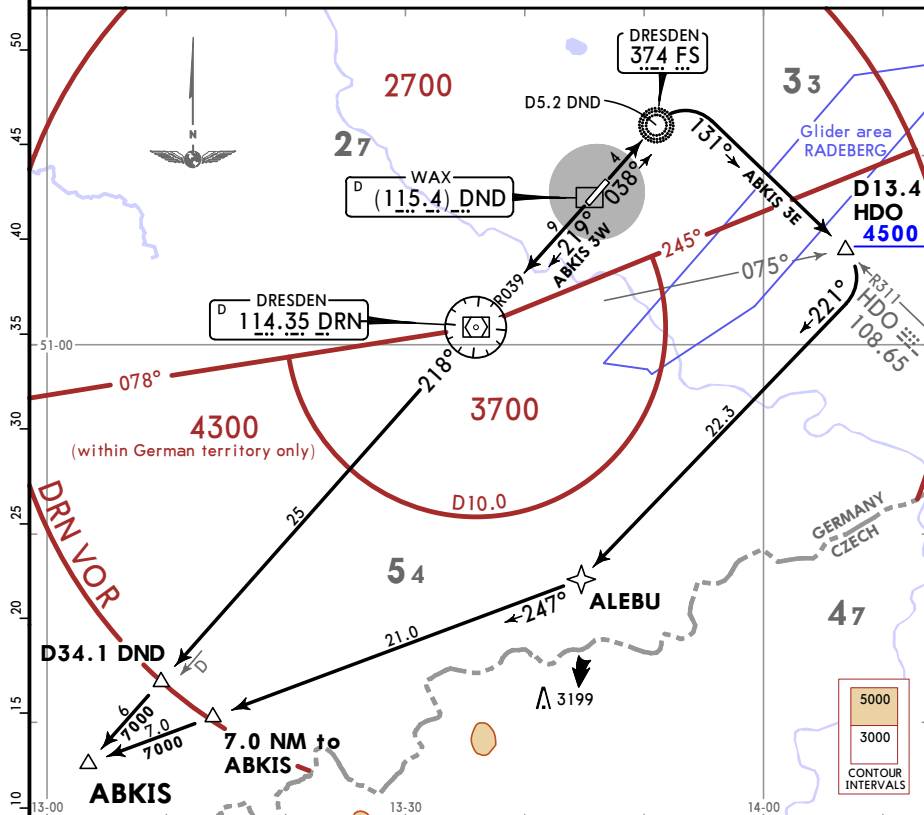 DRESDEN
374 FS
D5.2 DND
2700
33
27
Glider area
RADEBERG
N
WAX
D (115.4) DND
4
038°
131°
ABKIS 3E
D13.4
HDO
4500
9
219°
ABKIS 3W
245°
075°
R311
HDO
108.65
R039
DRESDEN
D 114.35 DRN
221°
51-00
218°
078°
3700
4300
(within German territory only)
22.3
D10.0
DRN VOR
25
GERMANY
CZECH
54
ALEBU
247°
47
21.0
D34.1 DND
D
3199
6
7000
7.0
7000
7.0 NM to
ABKIS
ABKIS
5000
3000
CONTOUR
INTERVALS
13-00
13-30
14-00
50
45
40
35
30
25
20
15
10